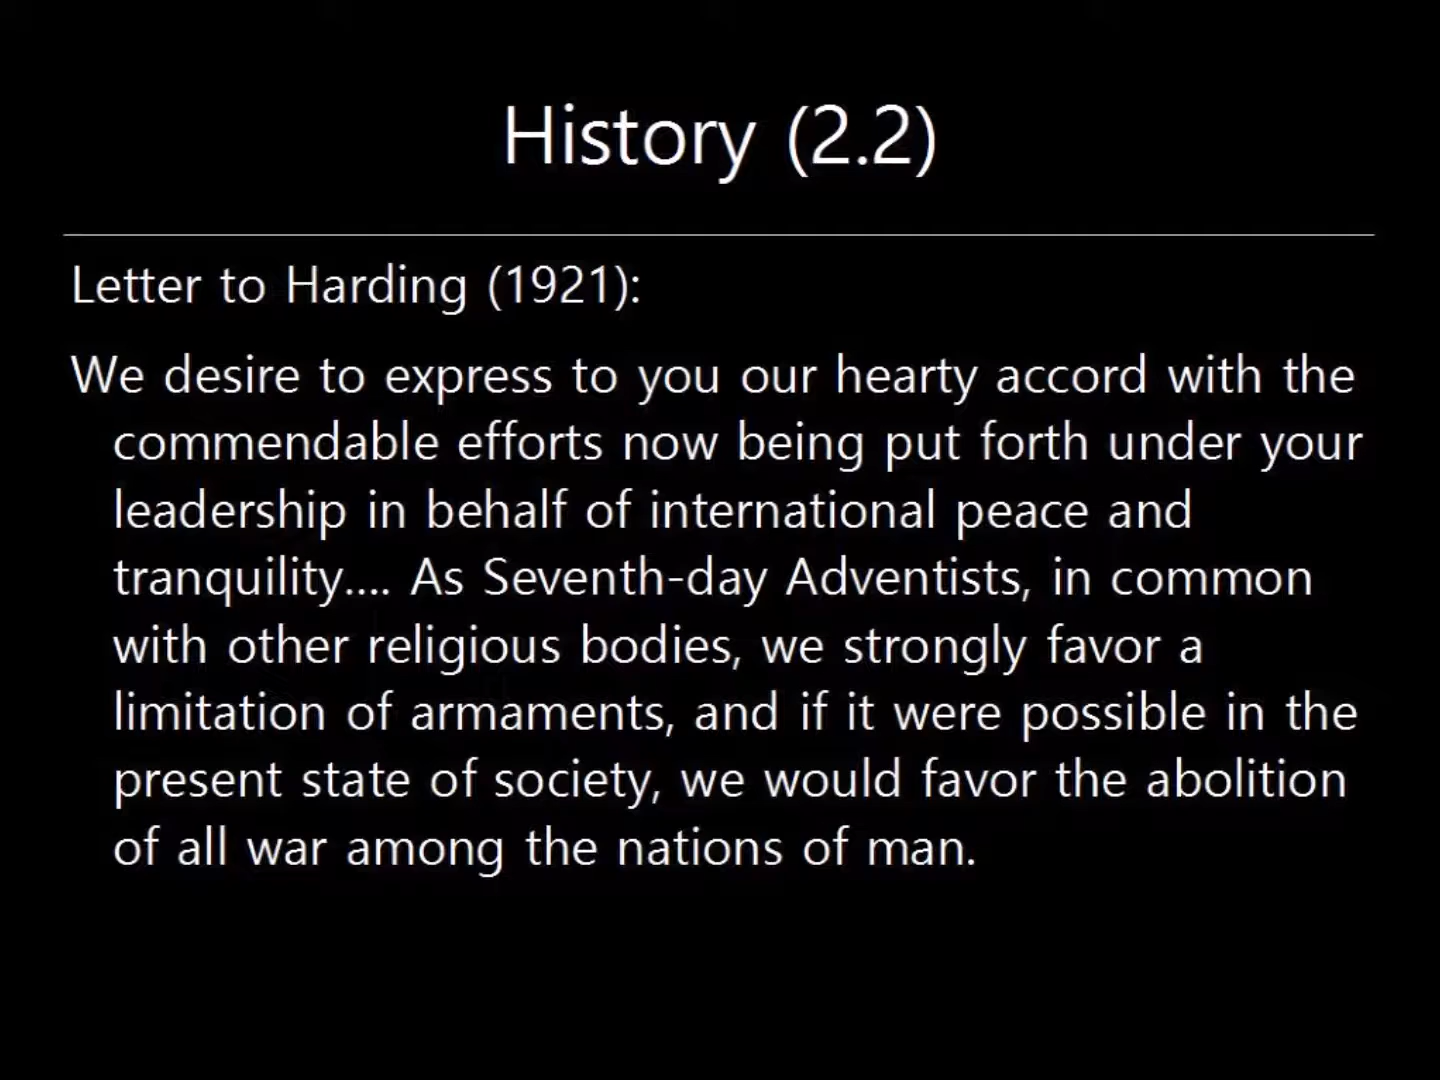 History (2.2)
Letter to Harding (1921):
We desire to express to you our hearty accord with the
commendable efforts now being put forth under your
leadership in behalf of international peace and
tranquility.... As Seventh-day Adventists, in common
with other religious bodies, we strongly favor a
limitation of armaments, and if it were possible in the
present state of society, we would favor the abolition
of all war among the nations of man.